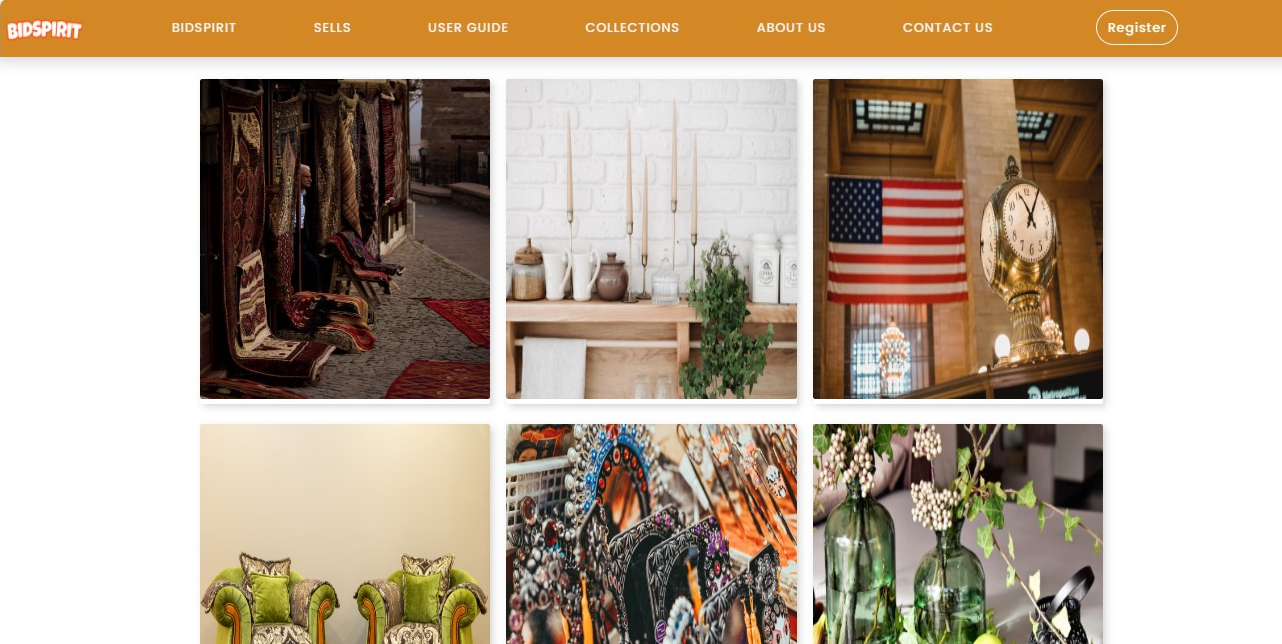 BIDSPIRIT
BIDSPIRIT SELLS USER GUIDE COLLECTIONS ABOUT US CONTACT US Register